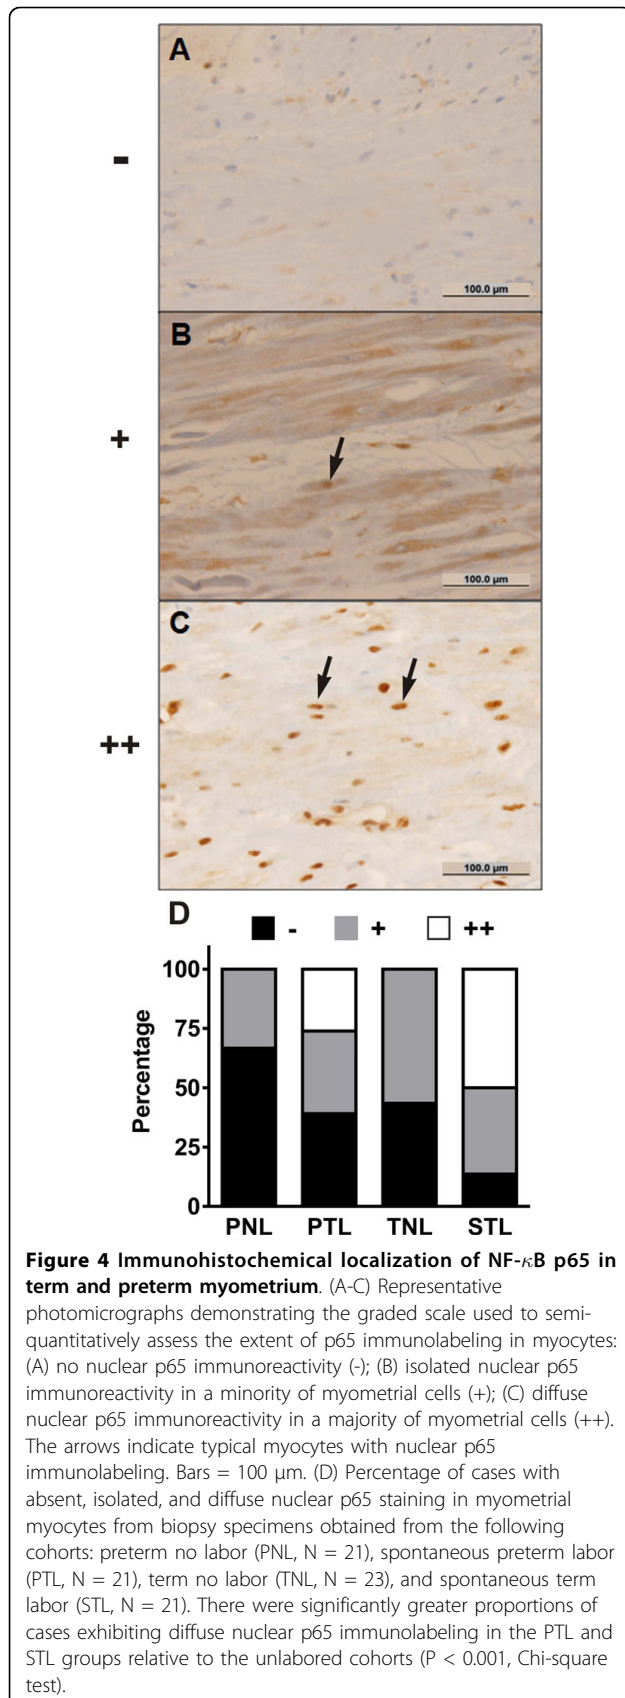 A
-
100.0 µm
B
+
100.0 µm
C
++
100.0 µm
D
- + ++
100
75
50
25
0
Percentage
PNL PTL TNL STL
Figure 4 Immunohistochemical localization of NF-κB p65 in
term and preterm myometrium. (A-C) Representative
photomicrographs demonstrating the graded scale used to semi-
quantitatively assess the extent of p65 immunolabeling in myocytes:
(A) no nuclear p65 immunoreactivity (-); (B) isolated nuclear p65
immunoreactivity in a minority of myometrial cells (+); (C) diffuse
nuclear p65 immunoreactivity in a majority of myometrial cells (++).
The arrows indicate typical myocytes with nuclear p65
immunolabeling. Bars = 100 μm. (D) Percentage of cases with
absent, isolated, and diffuse nuclear p65 staining in myometrial
myocytes from biopsy specimens obtained from the following
cohorts: preterm no labor (PNL, N = 21), spontaneous preterm labor
(PTL, N = 21), term no labor (TNL, N = 23), and spontaneous term
labor (STL, N = 21). There were significantly greater proportions of
cases exhibiting diffuse nuclear p65 immunolabeling in the PTL and
STL groups relative to the unlabored cohorts (P < 0.001, Chi-square
test).